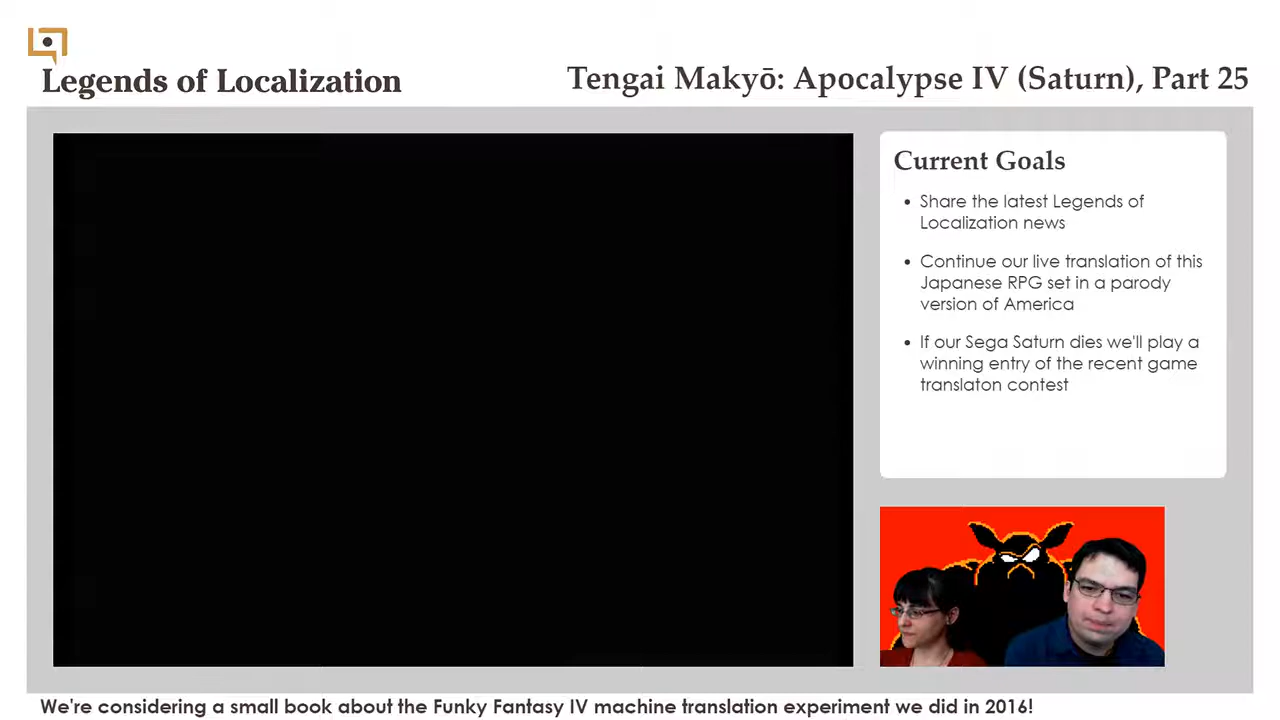 Legends of Localization
Tengai Makyō: Apocalypse IV (Saturn), Part 25
Current Goals
• Share the latest Legends of
Localization news
• Continue our live translation of this
Japanese RPG set in a parody
version of America
• If our Sega Saturn dies we'll play a
winning entry of the recent game
translaton contest
We're considering a small book about the Funky Fantasy IV machine translation experiment we did in 2016!